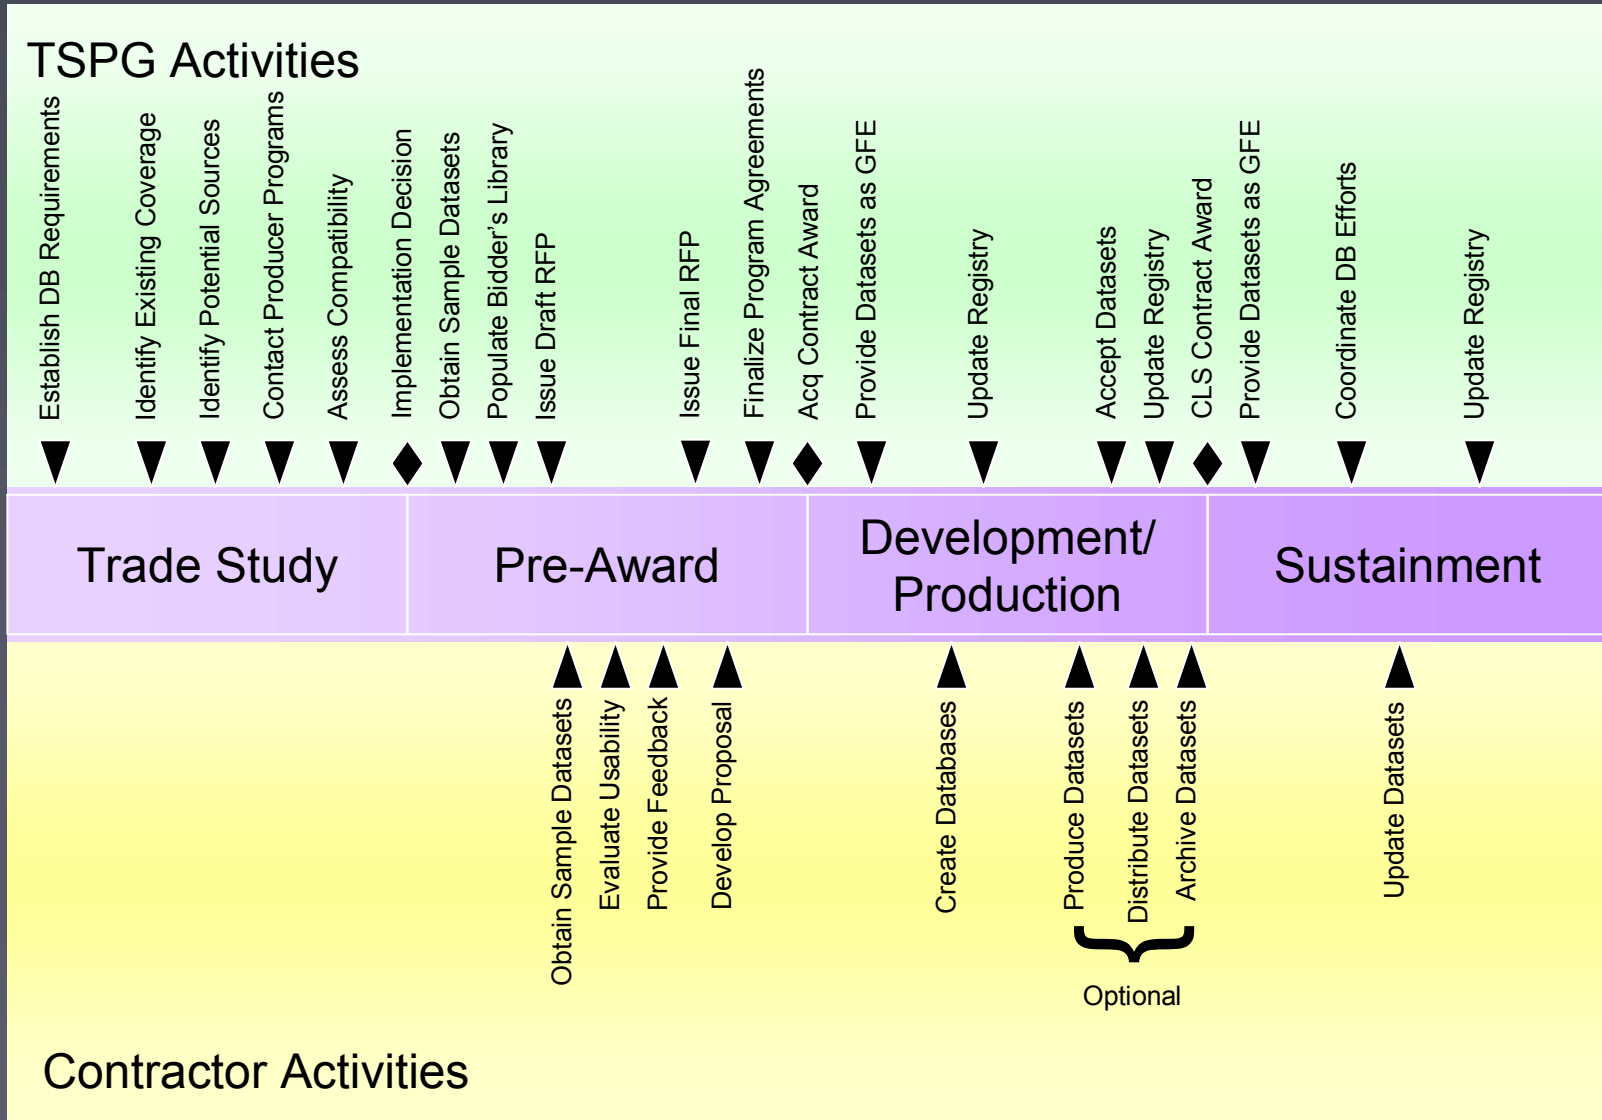 TSPG Activities
Establish DB Requirements
Identify Existing Coverage
Identify Potential Sources
Contact Producer Programs
Assess Compatibility
Implementation Decision
Obtain Sample Datasets
Populate Bidder's Library
Issue Draft RFP
Issue Final RFP
Finalize Program Agreements
Acq Contract Award
Provide Datasets as GFE
Update Registry
Accept Datasets
Update Registry
CLS Contract Award
Provide Datasets as GFE
Coordinate DB Efforts
Update Registry
Trade Study
Pre-Award
Development/
Production
Sustainment
Obtain Sample Datasets
Evaluate Usability
Provide Feedback
Develop Proposal
Create Databases
Produce Datasets
Distribute Datasets
Archive Datasets
Update Datasets
Optional
Contractor Activities